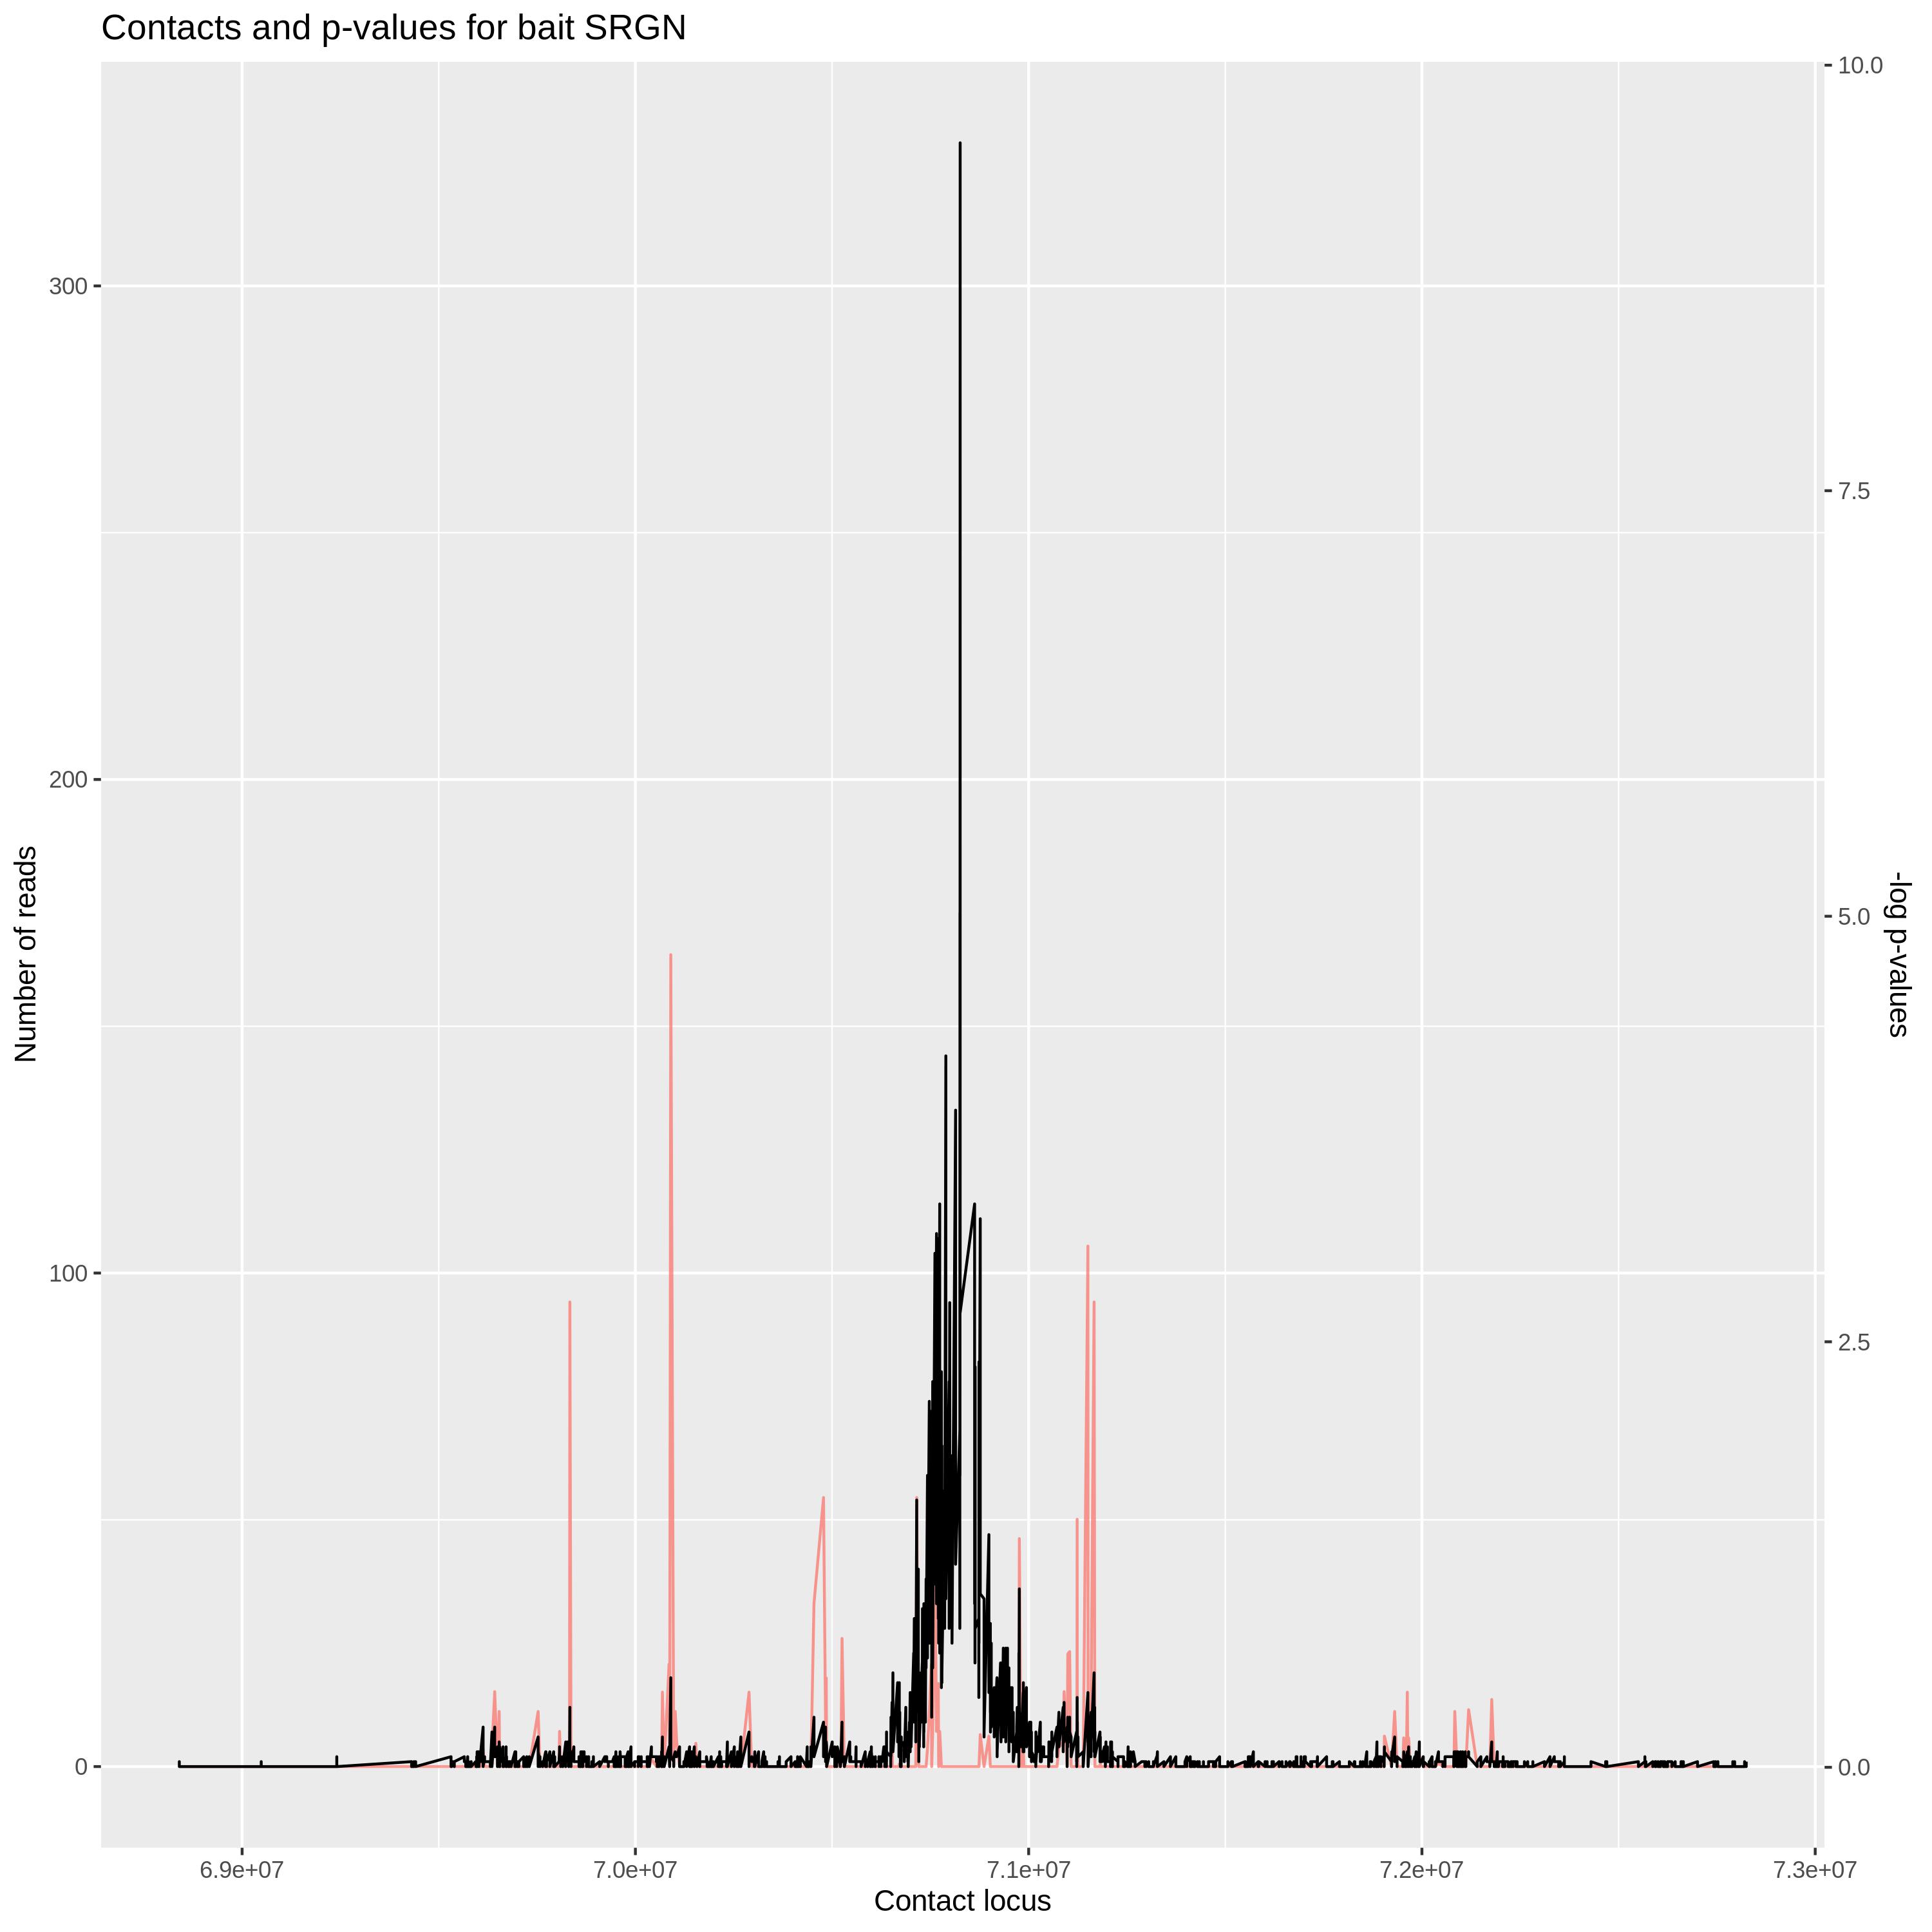 Contacts and p-values for bait SRGN
Number of reads
300
200
100
0
10.0
7.5
5.0
2.5
0.0
-log p-values
6.9e+07
7.0e+07
7.1e+07
7.2e+07
7.3e+07
Contact locus